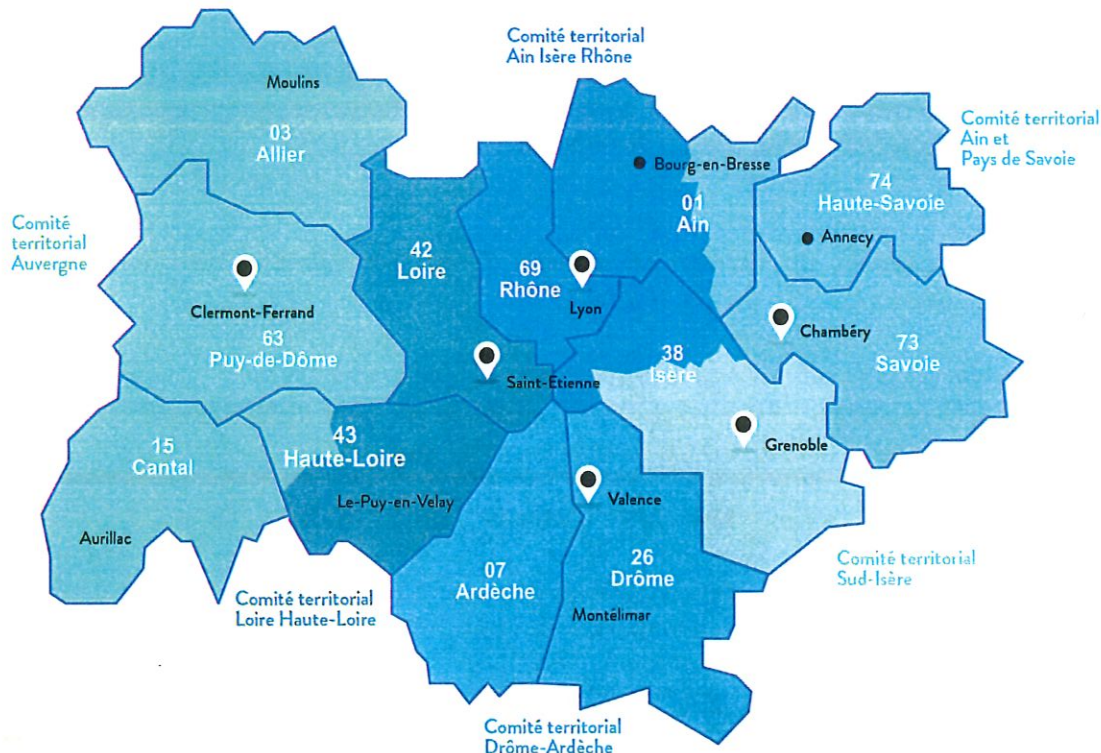 Comité territorial
Ain Isère Rhône
Moulins
03
Allier
Comité territorial
Ain et
Pays de Savoie
Bourg-en-Bresse
74
Haute-Savoie
01
Ain
Annecy
Comité
territorial
Auvergne
42
Loire
69
Rhône
Clermont-Ferrand
Lyon
63
Puy-de-Dôme
Chambéry
73
Savoie
38
Isère
Saint-Etienne
15
Cantal
43
Haute-Loire
Grenoble
Le-Puy-en-Velay
Valence
Aurillac
07
Ardèche
26
Drôme
Montélimar
Comité territorial
Sud-Isère
Comité territorial
Loire Haute-Loire
Comité territorial
Drôme-Ardèche